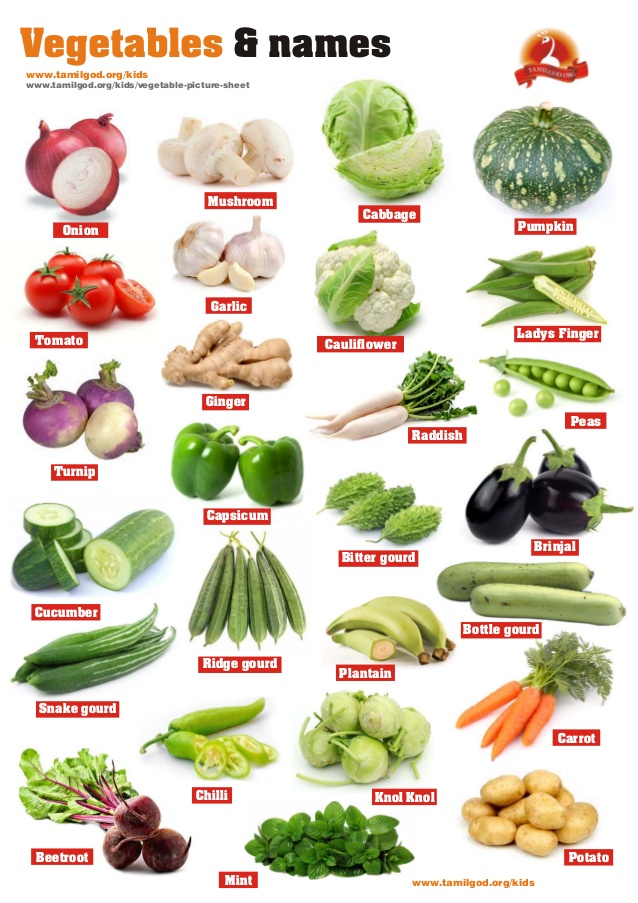 Vegetables & names
www.tamilgod.org/kids
www.tamilgod.org/kids/vegetable-picture-sheet
TAMILGOD.ORG
Onion
Mushroom
Cabbage
Pumpkin
Tomato
Garlic
Cauliflower
Ladys Finger
Turnip
Ginger
Raddish
Peas
Capsicum
Bitter gourd
Brinjal
Cucumber
Ridge gourd
Plantain
Bottle gourd
Snake gourd
Chilli
Knol Knol
Carrot
Beetroot
Mint
Potato
www.tamilgod.org/kids